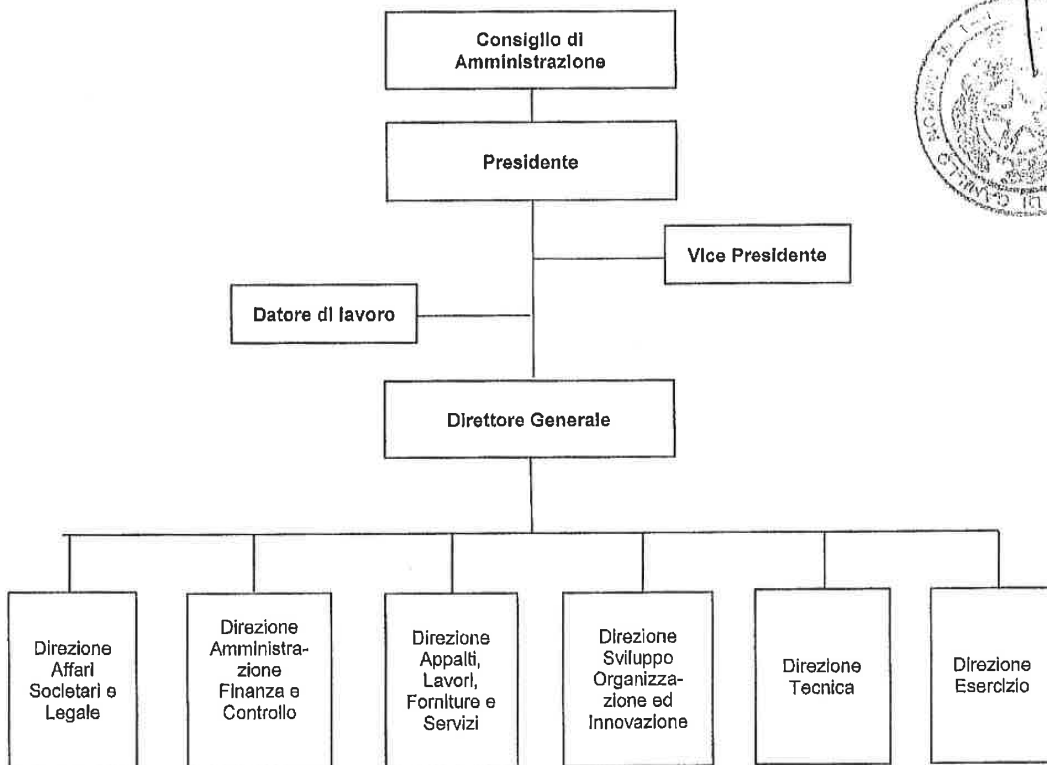 Consiglio di
Amministrazione
Presidente
Vice Presidente
Datore di lavoro
Direttore Generale
Direzione
Affari
Societari e
Legale
Direzione
Amministra-
zione
Finanza e
Controllo
Direzione
Appalti,
Lavori,
Forniture e
Servizi
Direzione
Sviluppo
Organizza-
zione ed
Innovazione
Direzione
Tecnica
Direzione
Esercizio